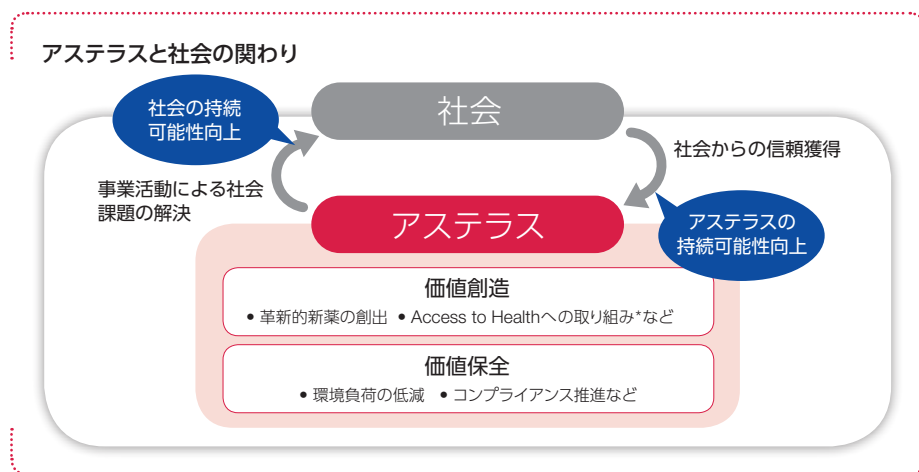 アステラスと社会の関わり
社会の持続
可能性向上
社会
社会からの信頼獲得
事業活動による社会
課題の解決
アステラス
アステラスの
持続可能性向上
価値創造
• 革新的新薬の創出 • Access to Healthへの取り組み*など
価値保全
• 環境負荷の低減 • コンプライアンス推進など